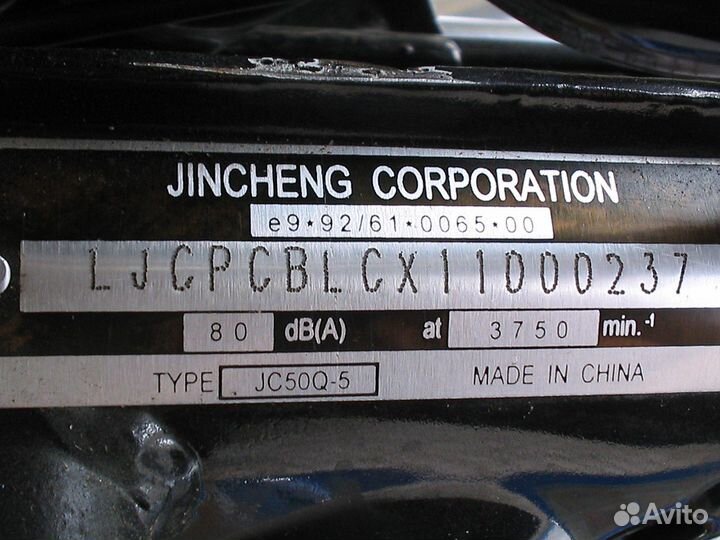 JINCHENG CORPORATION
e9*92/61*0065*00
LJCPCBLCX11000237
80 dB(A) at 3750 min.-1
TYPE JC50Q-5 MADE IN CHINA
Avito